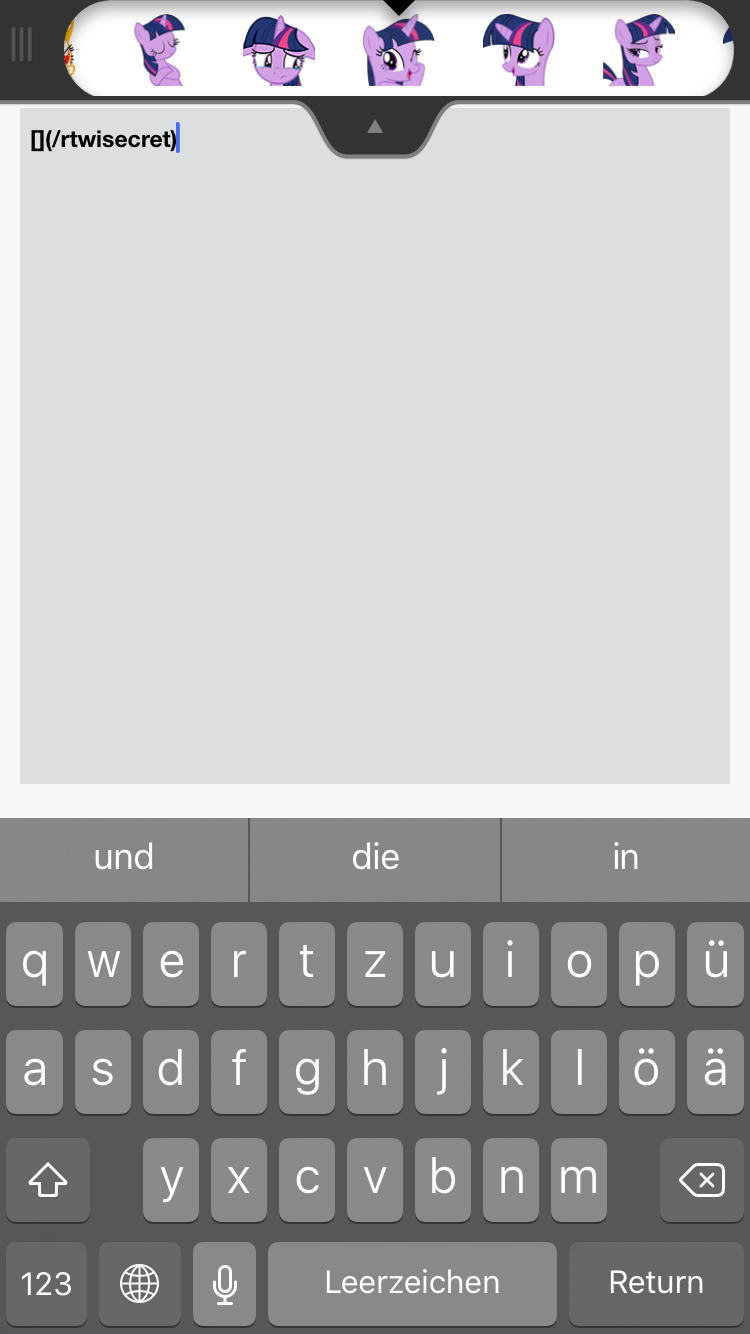 [](/rtwisecret)
und die in
q w e r t z u i o p ü
a s d f g h j k l ö ä
y x c v b n m
123 Leerzeichen Return